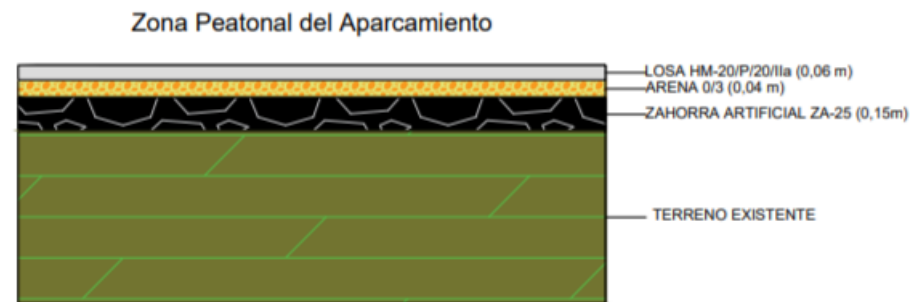 Zona Peatonal del Aparcamiento
LOSA HM-20/P/20/IIa (0,06 m)
ARENA 0/3 (0,04 m)
ZAHORRA ARTIFICIAL ZA-25 (0,15m)
TERRENO EXISTENTE